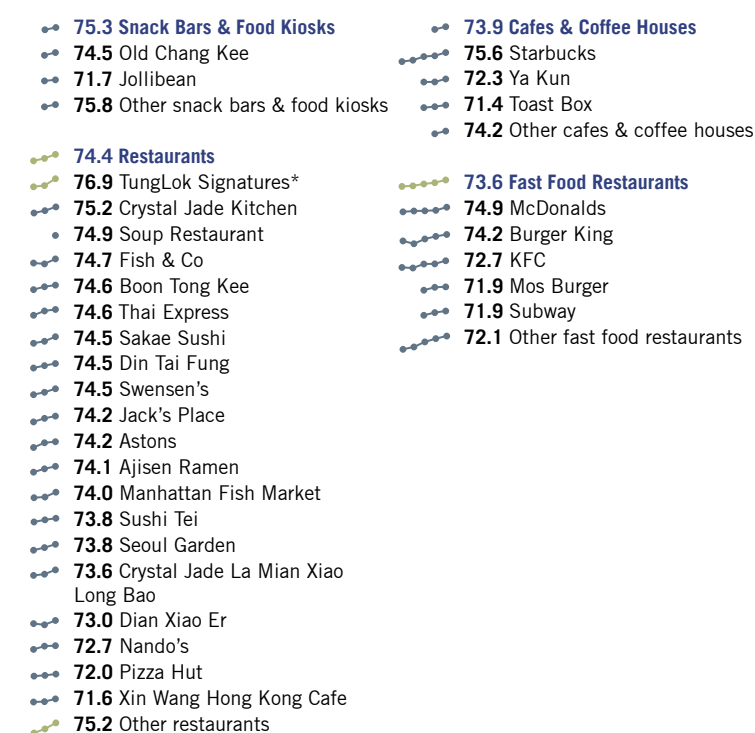 75.3 Snack Bars & Food Kiosks
74.5 Old Chang Kee
71.7 Jollibean
75.8 Other snack bars & food kiosks
74.4 Restaurants
76.9 TungLok Signatures*
75.2 Crystal Jade Kitchen
74.9 Soup Restaurant
74.7 Fish & Co
74.6 Boon Tong Kee
74.6 Thai Express
74.5 Sakae Sushi
74.5 Din Tai Fung
74.5 Swensen's
74.2 Jack's Place
74.2 Astons
74.1 Ajisen Ramen
74.0 Manhattan Fish Market
73.8 Sushi Tei
73.8 Seoul Garden
73.6 Crystal Jade La Mian Xiao
Long Bao
73.0 Dian Xiao Er
72.7 Nando's
72.0 Pizza Hut
71.6 Xin Wang Hong Kong Cafe
75.2 Other restaurants
73.9 Cafes & Coffee Houses
75.6 Starbucks
72.3 Ya Kun
71.4 Toast Box
74.2 Other cafes & coffee houses
73.6 Fast Food Restaurants
74.9 McDonalds
74.2 Burger King
72.7 KFC
71.9 Mos Burger
71.9 Subway
72.1 Other fast food restaurants